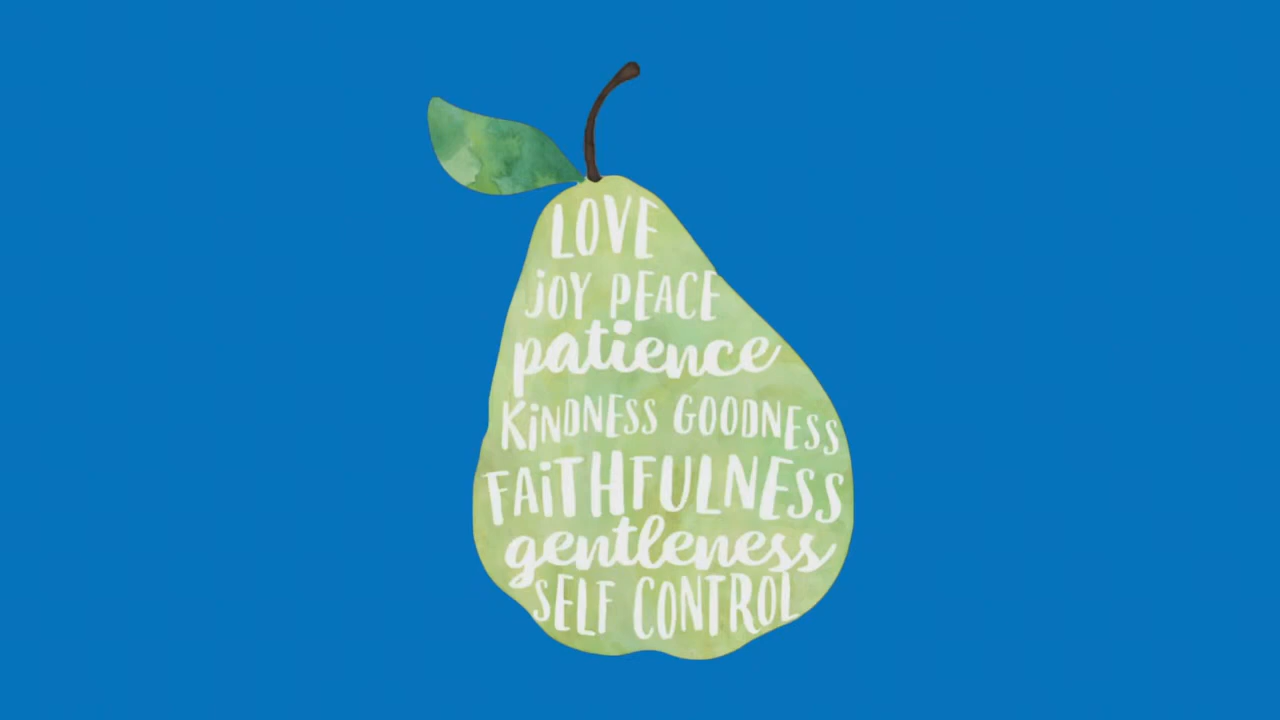 LOVE
JOY PEACE
patience
KiNDNESS GOODNESS
FAiTHFULNESS
gentleness
SELF CONTROL